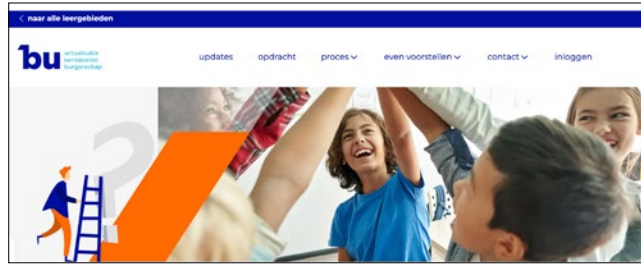 naar alle leergebieden
bu
actualisatie
kerndoelen
burgerschap
updates opdracht proces even voorstellen contact inloggen
?